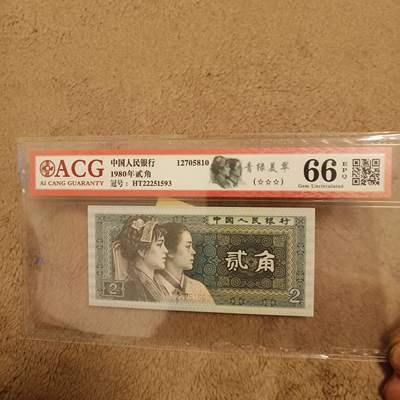 ACG
AI CANG GUARANTY
中国人民银行 12705810
1980年贰角
冠号: HT22251593
青绿美翠
(☆☆☆)
66 EPQ
Gem Uncirculated
中国人民银行
贰角
2 2